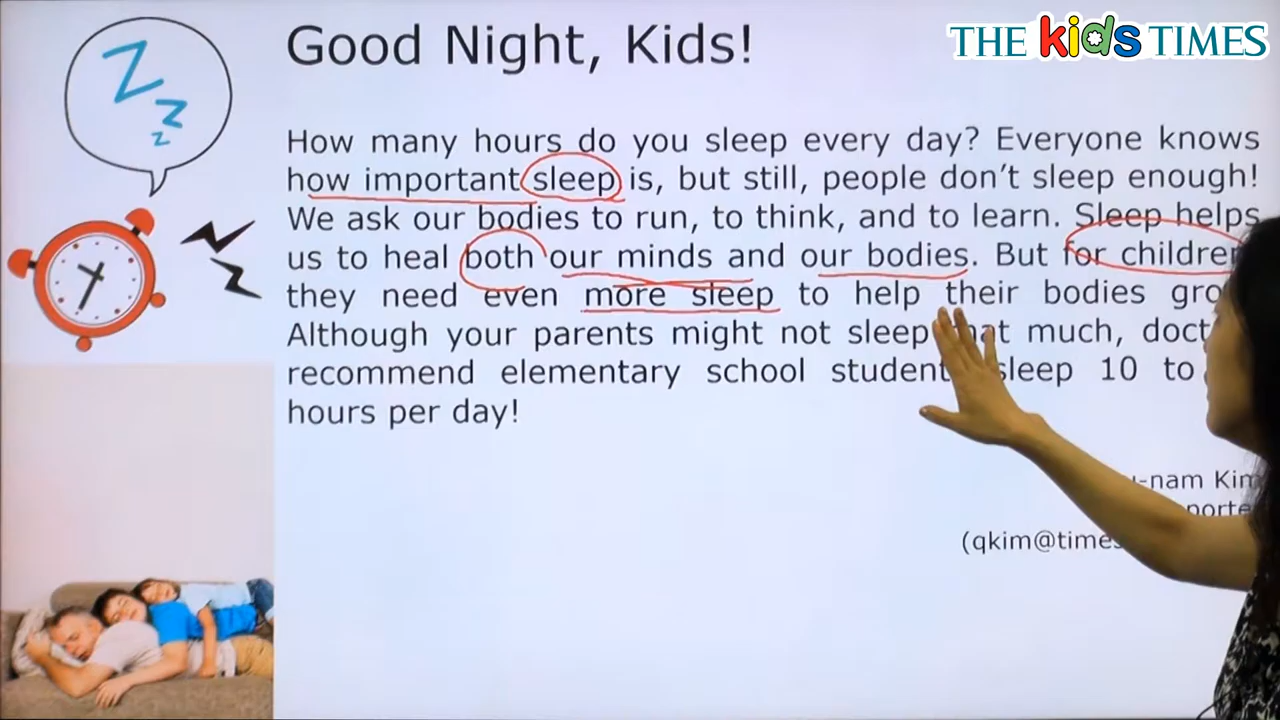 THE kids TIMES
Z
Z
Z
Good Night, Kids!
How many hours do you sleep every day? Everyone knows
how important sleep is, but still, people don't sleep enough!
We ask our bodies to run, to think, and to learn. Sleep helps
us to heal both our minds and our bodies. But for children
they need even more sleep to help their bodies
Although your parents might not sleep that much,
recommend elementary school student sleep 10 to
hours per day!
Kim
(qkim@times